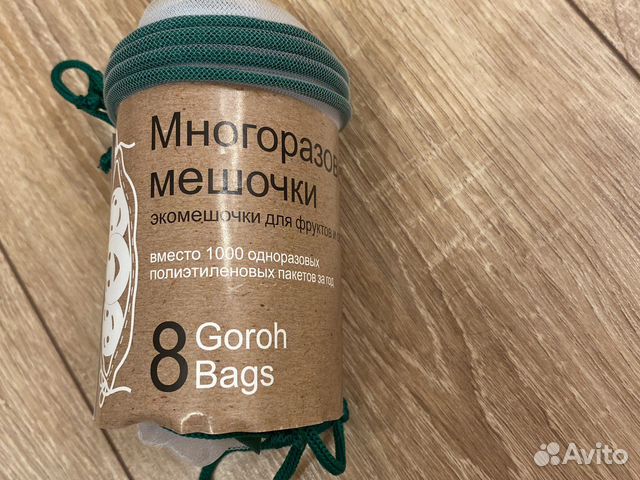 Многоразов
мешочки
экомешочки для фруктов и
вместо 1000 одноразовых
полиэтиленовых пакетов за год
8 Goroh
Bags
Avito